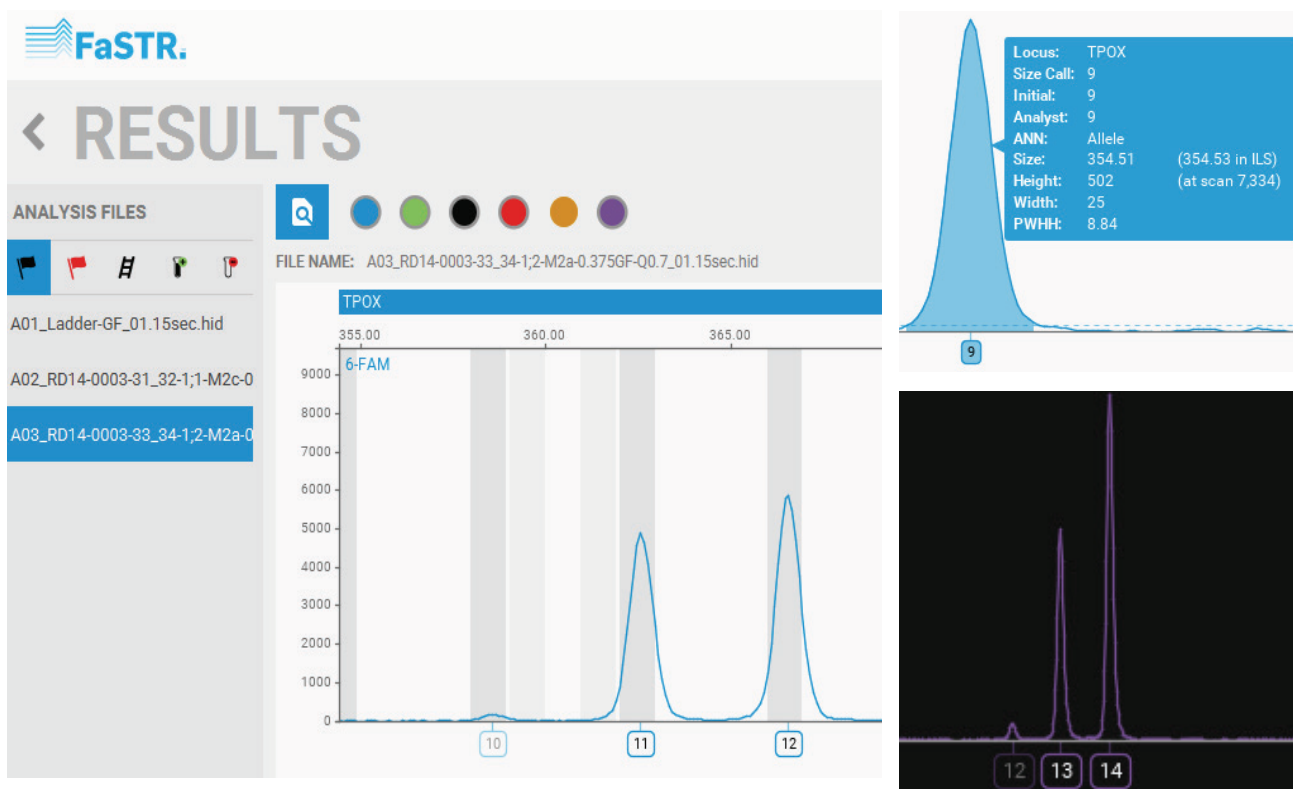 FaSTR.
RESULTS
ANALYSIS FILES
A01_Ladder-GF_01.15sec.hid
A02_RD14-0003-31_32-1;1-M2c-0
A03_RD14-0003-33_34-1;2-M2a-0
FILE NAME: A03_RD14-0003-33_34-1;2-M2a-0.375GF-Q0.7_01.15sec.hid
TPOX
355.00 360.00 365.00
6-FAM
9000
8000
7000
6000
5000
4000
3000
2000
1000
0
10 11 12
Locus: TPOX
Size Call: 9
Initial: 9
Analyst: 9
ANN: Allele
Size: 354.51 (354.53 in ILS)
Height: 502 (at scan 7,334)
Width: 25
PWHH: 8.84
9
12 13 14